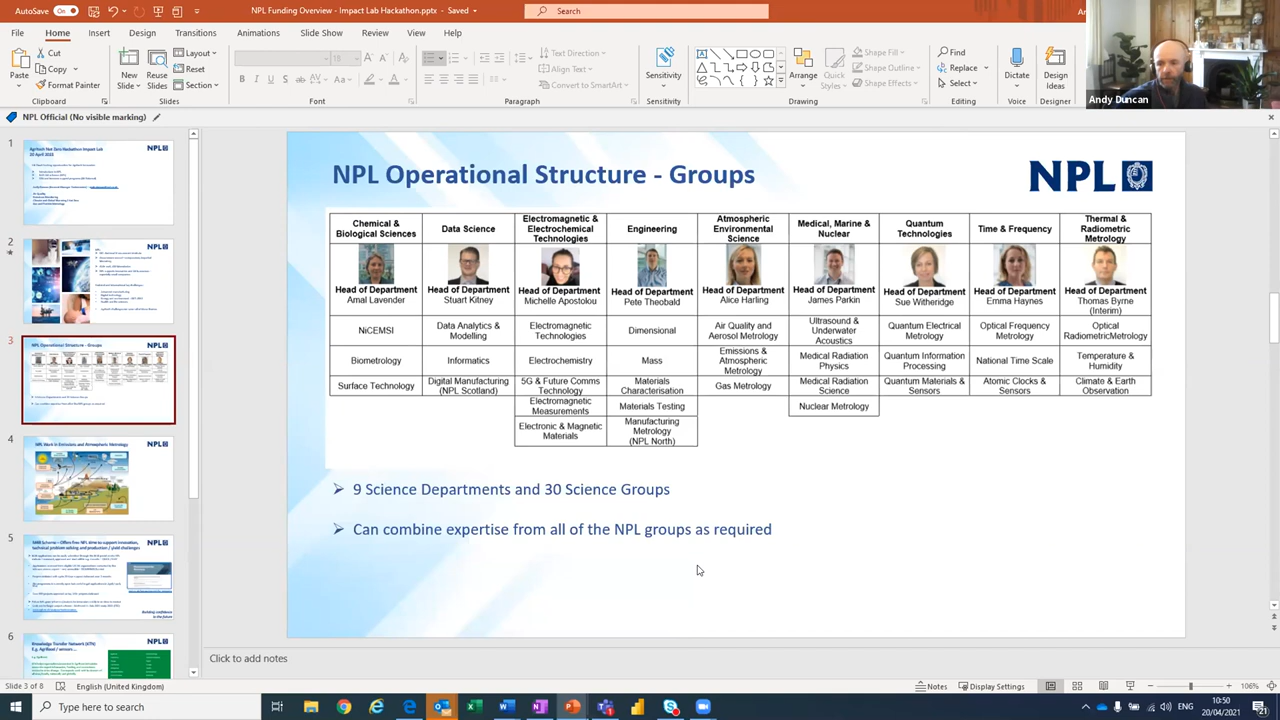 AutoSave On
NPL Funding Overview - Impact Lab Hackathon.pptx - Saved
Search
File Home Insert Design Transitions Animations Slide Show Review View Help
Paste
Cut
Copy
Format Painter
Clipboard
New Slide
Reuse Slides
Layout
Reset
Section
Slides
Font
Text Direction
Align Text
Convert to SmartArt
Paragraph
Sensitivity
Sensitivity
Arrange
Quick Styles
Shape Fill
Shape Outline
Shape Effects
Drawing
Find
Replace
Select
Editing
Dictate
Voice
Design Ideas
Designer
Andy Duncan
NPL Official (No visible marking)
1
2
3
4
5
6
NPL Operational Structure - Groups
NPL
Chemical & Biological Sciences
Head of Department
Amal Lavender
NiCEMSI
Biometrology
Surface Technology
Data Science
Head of Department
Stuart Kitney
Data Analytics & Modelling
Informatics
Digital Manufacturing (NPL Scotland)
Electromagnetic & Electrochemical Technologies
Head of Department
Michelle Apostolou
Electromagnetic Technologies
Electrochemistry
5G & Future Comms Technology
Electromagnetic Measurements
Electronic & Magnetic Materials
Engineering
Head of Department
Pete Theobald
Dimensional
Mass
Materials Characterisation
Materials Testing
Manufacturing Metrology (NPL North)
Atmospheric Environmental Science
Head of Department
Alice Harling
Air Quality and Aerosol Metrology
Emissions & Atmospheric Metrology
Gas Metrology
Medical, Marine & Nuclear
Head of Department
James Parkin
Ultrasound & Underwater Acoustics
Medical Radiation Physics
Medical Radiation Science
Nuclear Metrology
Quantum Technologies
Head of Department
Sue Witheridge
Quantum Electrical Metrology
Quantum Information Processing
Quantum Materials & Sensors
Time & Frequency
Head of Department
Emma Haynes
Optical Frequency Metrology
National Time Scale
Atomic Clocks & Sensors
Thermal & Radiometric Metrology
Head of Department
Thomas Byrne
(Interim)
Optical RadiometricMetrology
Temperature & Humidity
Climate & Earth Observation
9 Science Departments and 30 Science Groups
Can combine expertise from all of the NPL groups as required
Click to add notes
Slide 3 of 8
English (United Kingdom)
Notes
Display Settings
106%
Type here to search
ENG
10:50
20/04/2021
21